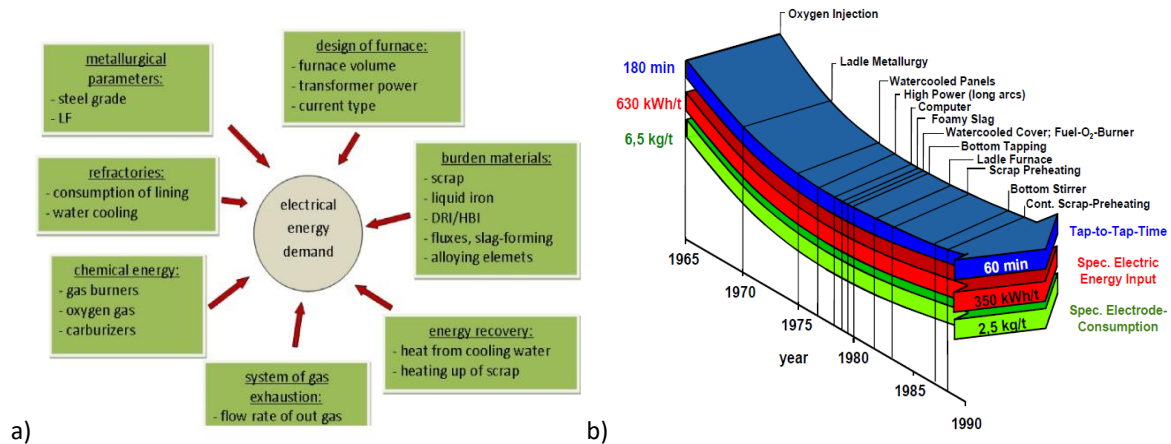 metallurgical
parameters:
- steel grade
- LF
design of furnace:
- furnace volume
- transformer power
- current type
refractories:
- consumption of lining
- water cooling
electrical
energy
demand
burden materials:
- scrap
- liquid iron
- DRI/HBI
- fluxes, slag-forming
- alloying elemets
chemical energy:
- gas burners
- oxygen gas
- carburizers
energy recovery:
- heat from cooling water
- heating up of scrap
system of gas
exhaustion:
- flow rate of out gas
a)
Oxygen Injection
Ladle Metallurgy
Watercooled Panels
High Power (long arcs)
Computer
Foamy Slag
Watercooled Cover; Fuel-O₂-Burner
Bottom Tapping
Ladle Furnace
Scrap Preheating
Bottom Stirrer
Cont. Scrap-Preheating
180 min
630 kWh/t
6,5 kg/t
Tap-to-Tap-Time
60 min
Spec. Electric
Energy Input
350 kWh/t
Spec. Electrode-
Consumption
2,5 kg/t
1965
1970
1975
1980
1985
1990
year
b)